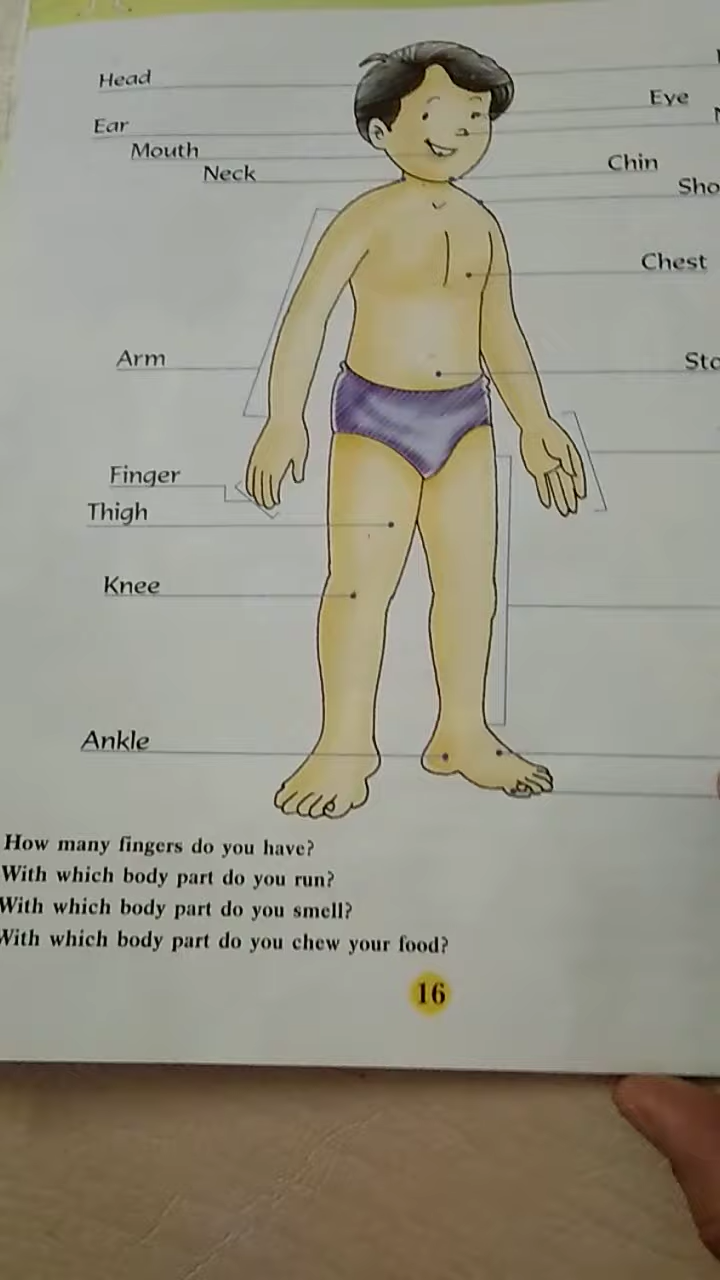 Head
Eye
Ear
Mouth
Chin
Neck
Sho
Chest
Arm
Sto
Finger
Thigh
Knee
Ankle
How many fingers do you have?
With which body part do you run?
With which body part do you smell?
With which body part do you chew your food?
16